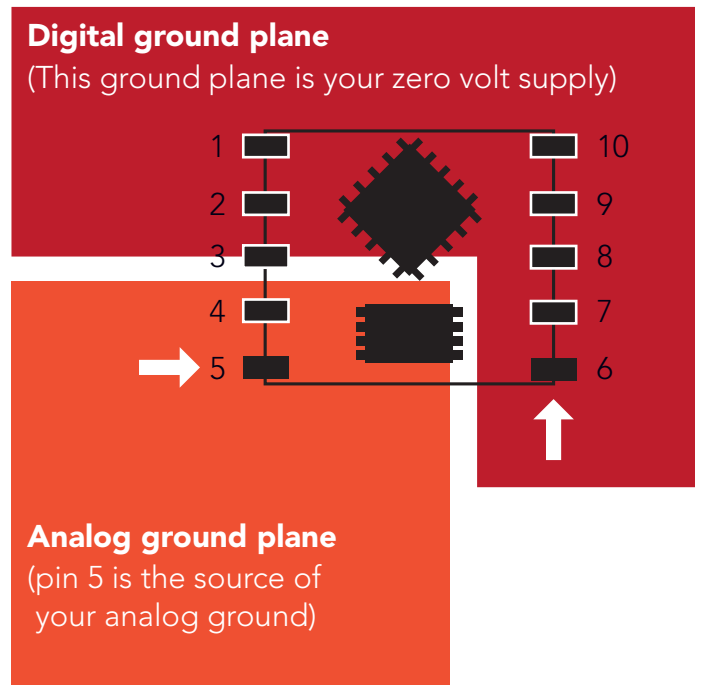 Digital ground plane
(This ground plane is your zero volt supply)
1
10
2
9
3
8
4
7
5
6
Analog ground plane
(pin 5 is the source of
your analog ground)